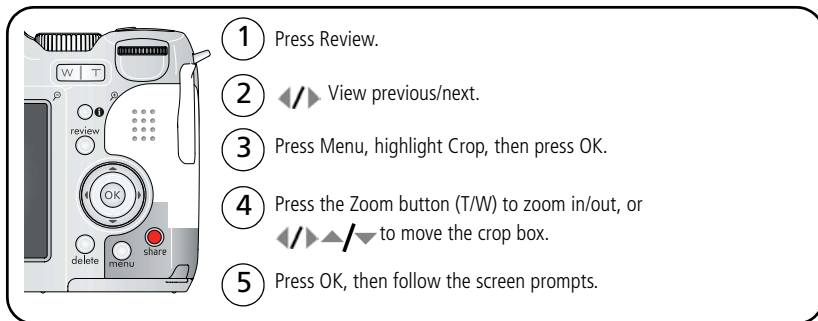 W T
review
OK
delete
menu
share
1 Press Review.
2 ◀/▶ View previous/next.
3 Press Menu, highlight Crop, then press OK.
4 Press the Zoom button (T/W) to zoom in/out, or
◀/▶ ▲/▼ to move the crop box.
5 Press OK, then follow the screen prompts.